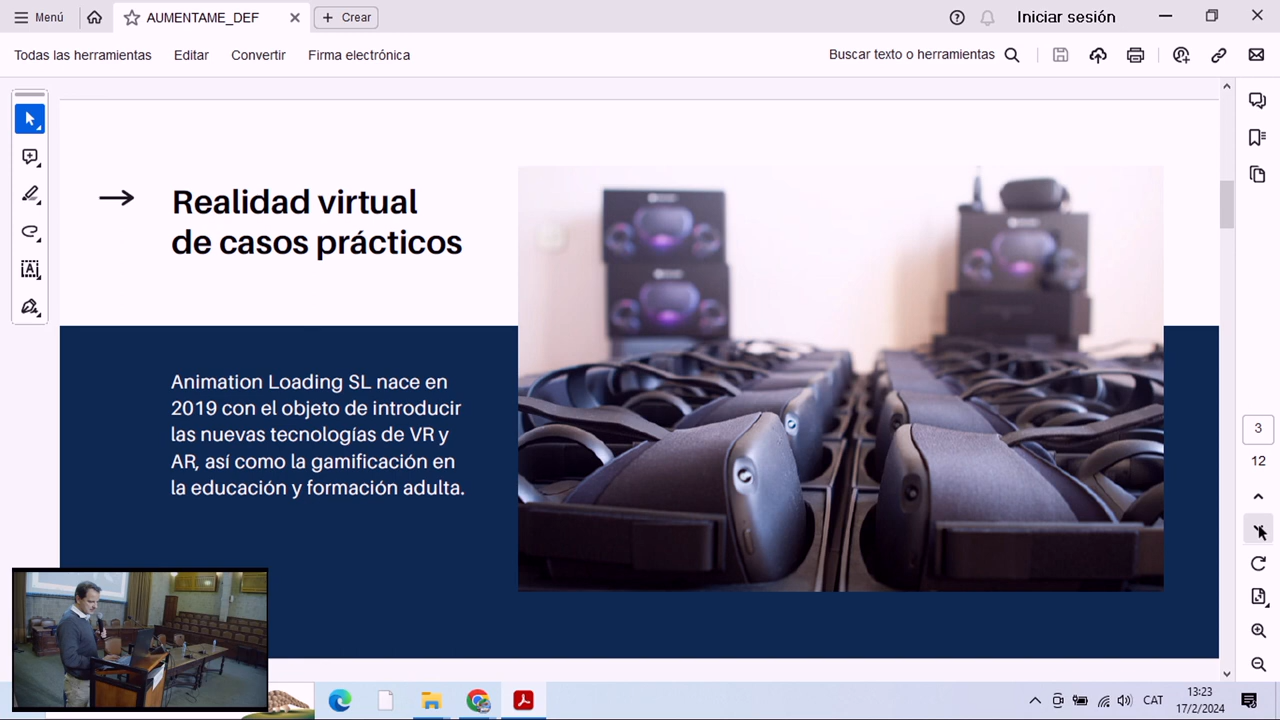 Menú
AUMENTAME_DEF
Crear
Iniciar sesión
Todas las herramientas
Editar
Convertir
Firma electrónica
Buscar texto o herramientas
Realidad virtual
de casos prácticos
Animation Loading SL nace en
2019 con el objeto de introducir
las nuevas tecnologías de VR y
AR, así como la gamificación en
la educación y formación adulta.
3
12
CAT
13:23
17/2/2024